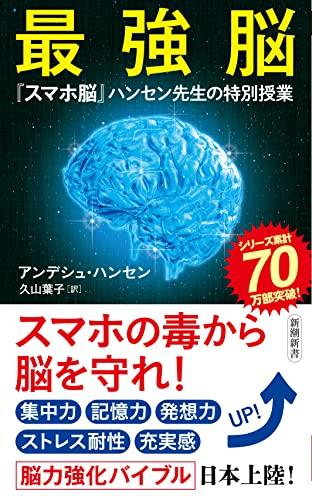 最強脳
『スマホ脳』ハンセン先生の特別授業
アンデシュ・ハンセン
久山葉子[訳]
シリーズ累計
70
万部突破!
新潮新書
スマホの毒から
脳を守れ!
集中力 記憶力 発想力
ストレス耐性 充実感
UP!
脳力強化バイブル 日本上陸!